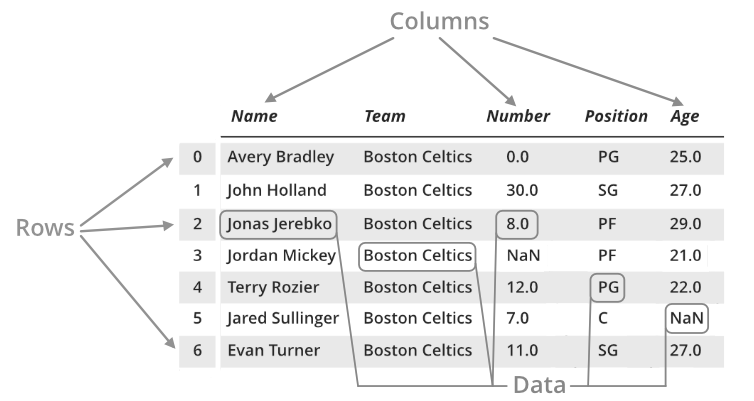 Columns
Name Team Number Position Age
0 Avery Bradley Boston Celtics 0.0 PG 25.0
1 John Holland Boston Celtics 30.0 SG 27.0
Rows
2 Jonas Jerebko Boston Celtics 8.0 PF 29.0
3 Jordan Mickey Boston Celtics NaN PF 21.0
4 Terry Rozier Boston Celtics 12.0 PG 22.0
5 Jared Sullinger Boston Celtics 7.0 C NaN
6 Evan Turner Boston Celtics 11.0 SG 27.0
Data